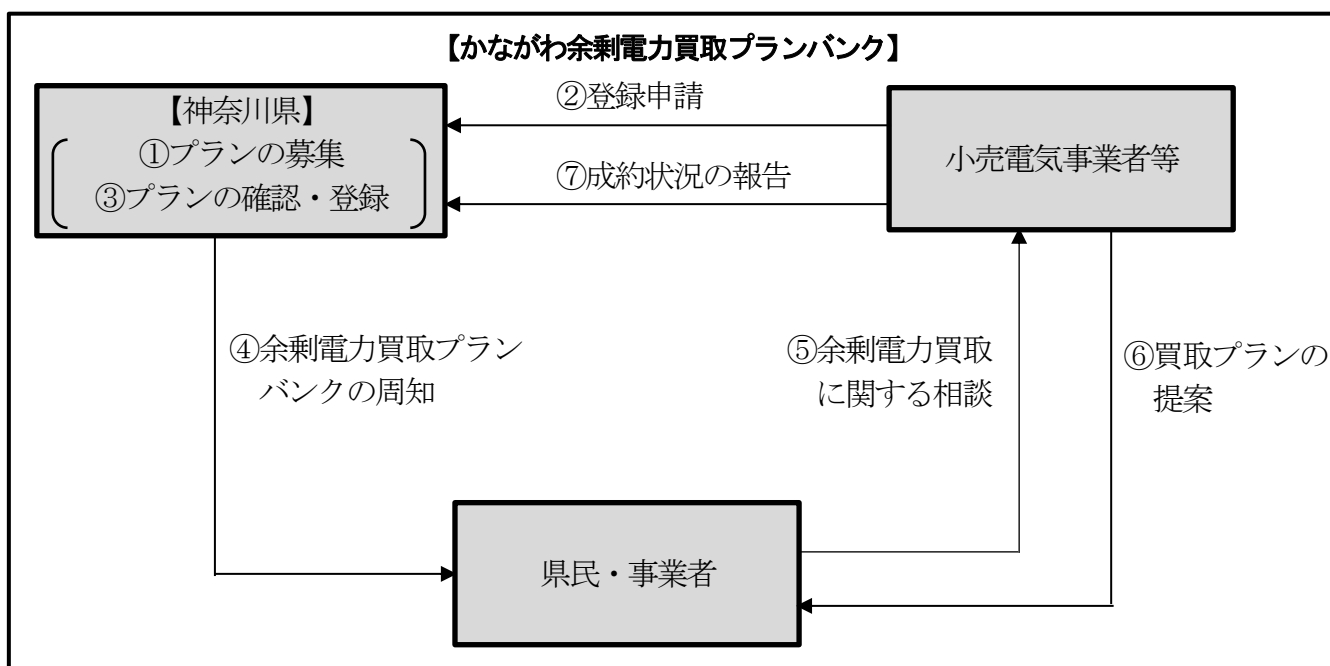 【かながわ余剰電力買取プランバンク】
【神奈川県】
①プランの募集
③プランの確認・登録
②登録申請
⑦成約状況の報告
小売電気事業者等
④余剰電力買取プラン
バンクの周知
⑤余剰電力買取
に関する相談
⑥買取プランの
提案
県民・事業者